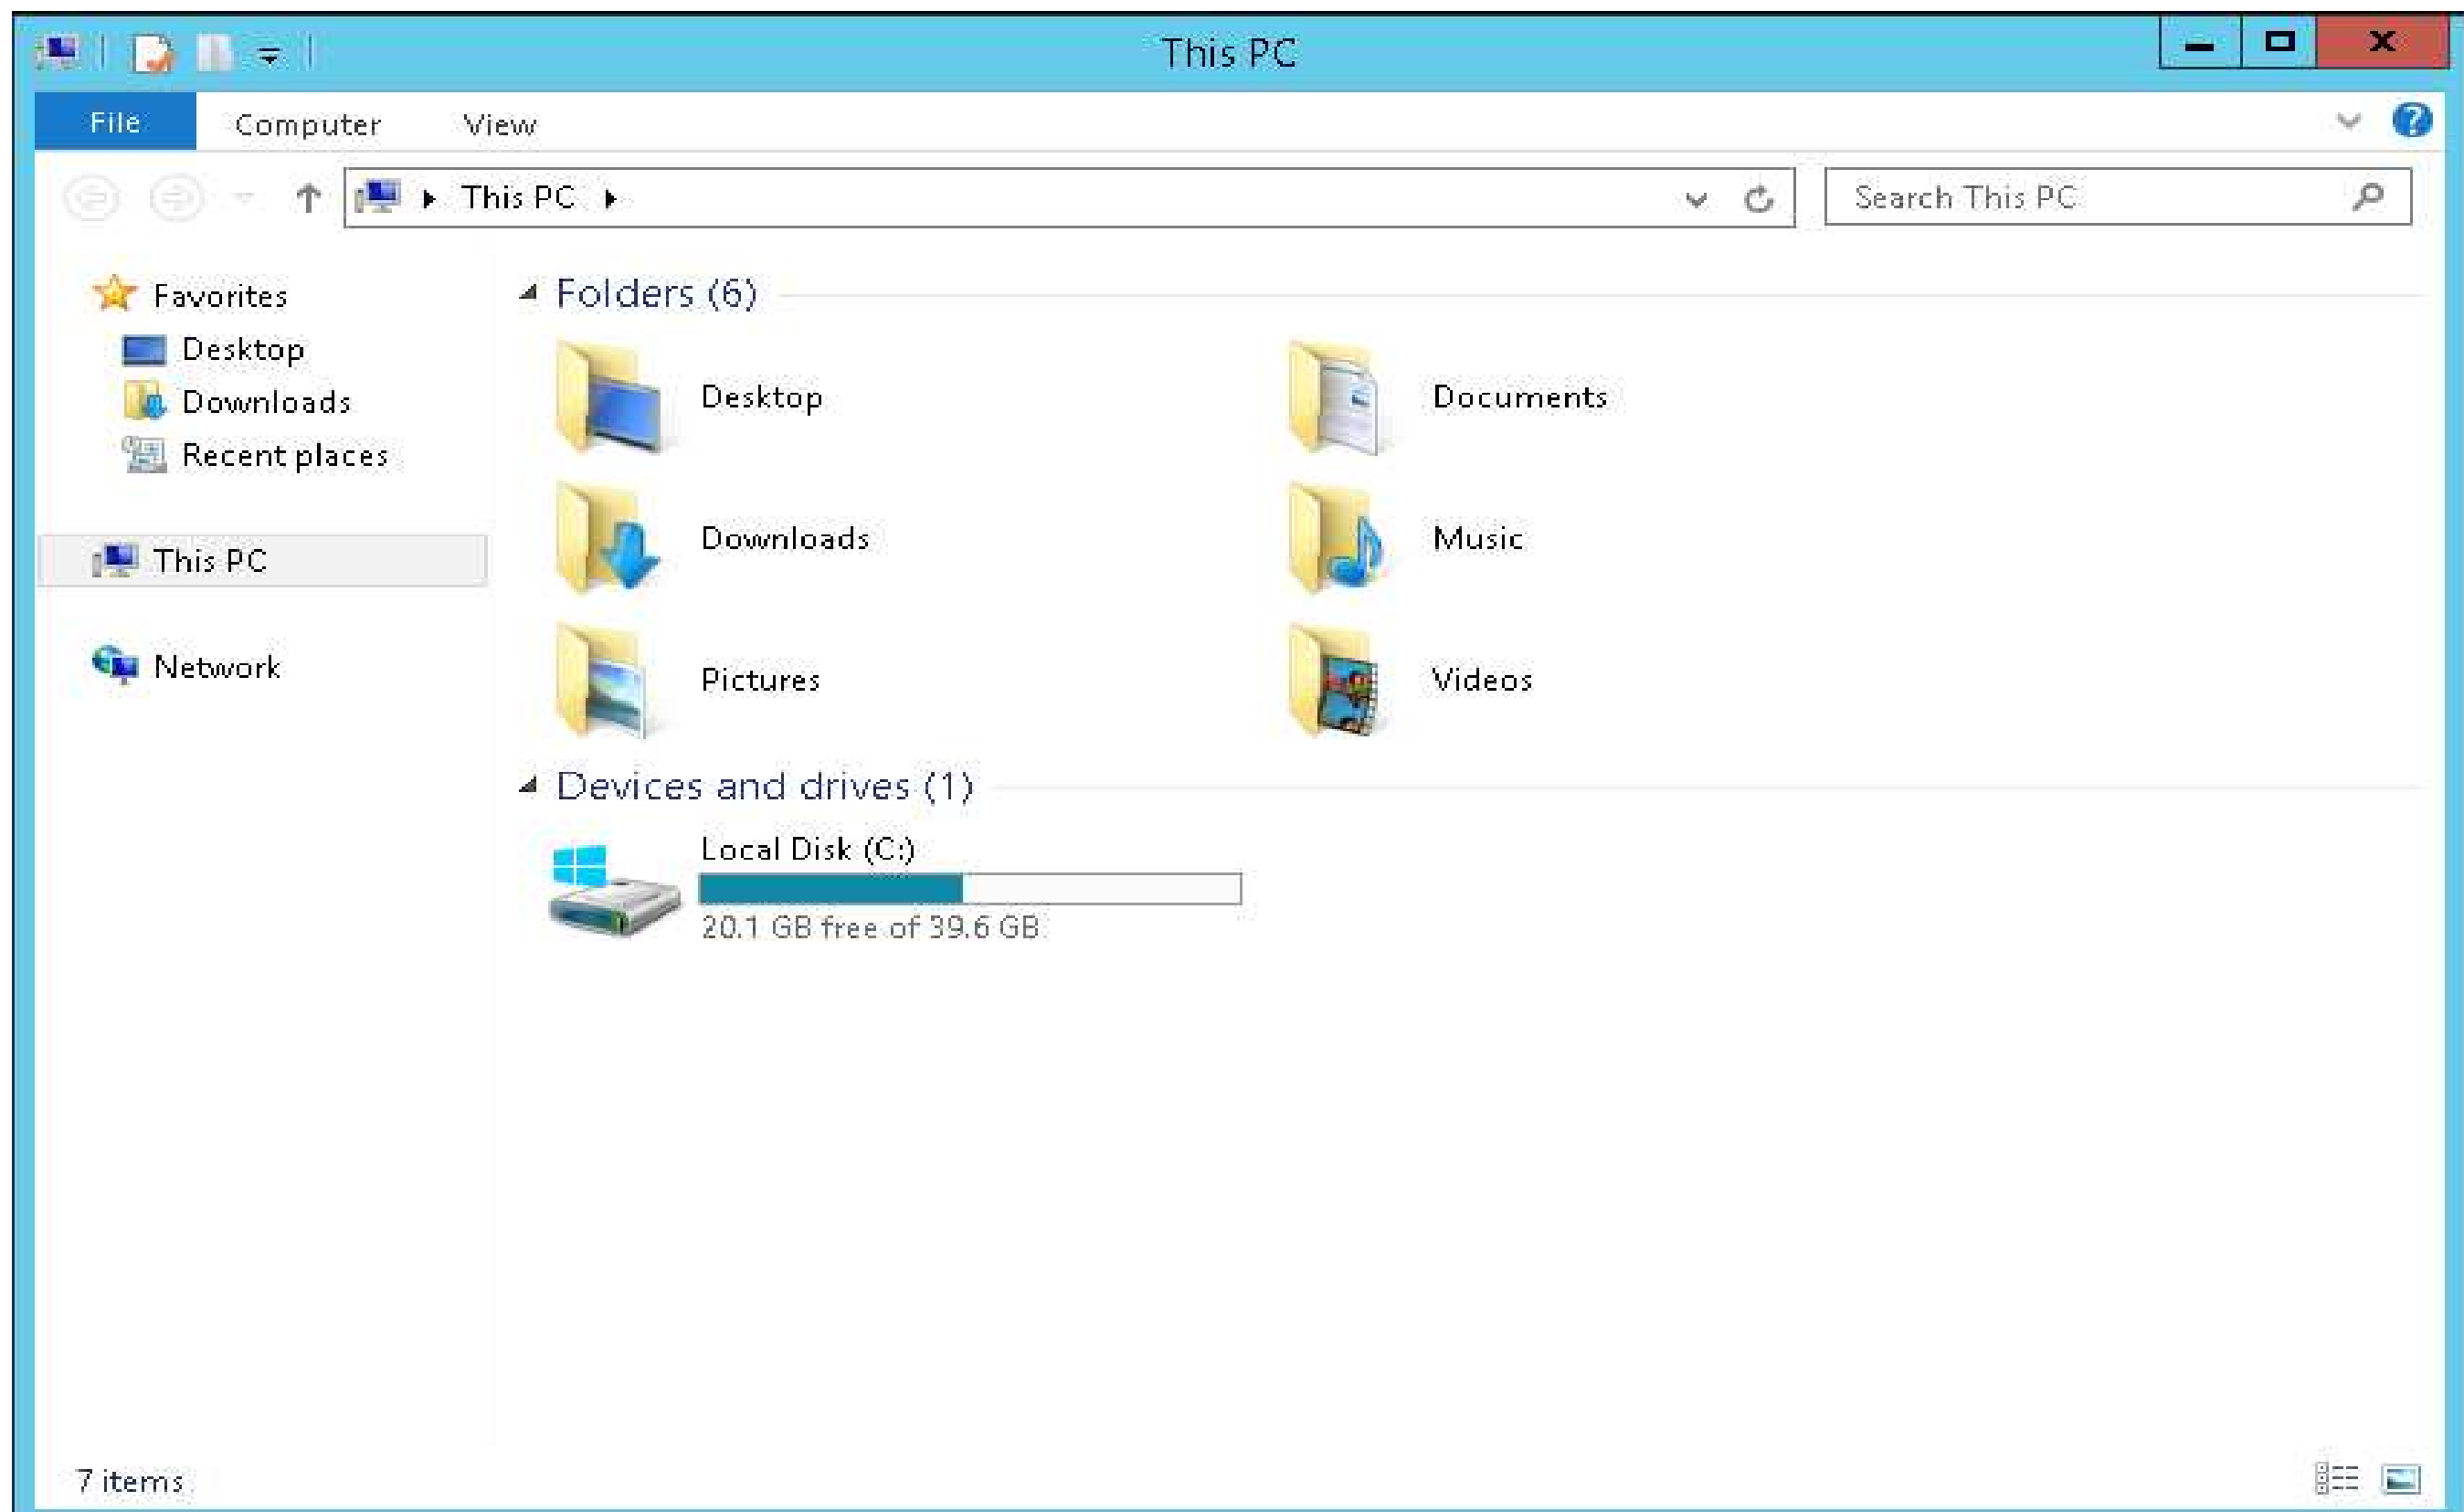 This PC
File Computer View
This PC
Search This PC
Favorites
Desktop
Downloads
Recent places
This PC
Network
Folders (6)
Desktop
Documents
Downloads
Music
Pictures
Videos
Devices and drives (1)
Local Disk (C:)
20.1 GB free of 39.6 GB
7 items